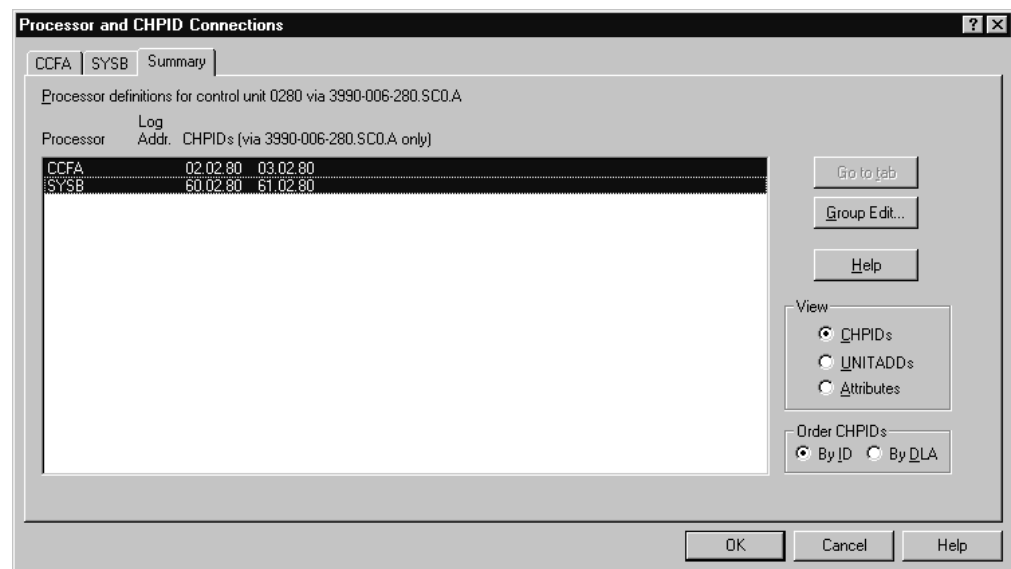 Processor and CHPID Connections
CCFA SYSB Summary
Processor definitions for control unit 0280 via 3990-006-280.SC0.A
Log
Processor Addr. CHPIDs (via 3990-006-280.SC0.A only)
CCFA 02.02.80 03.02.80
SYSB 60.02.80 61.02.80
Go to tab
Group Edit...
Help
View
CHPIDs
UNITADDs
Attributes
Order CHPIDs
By ID By DLA
OK Cancel Help